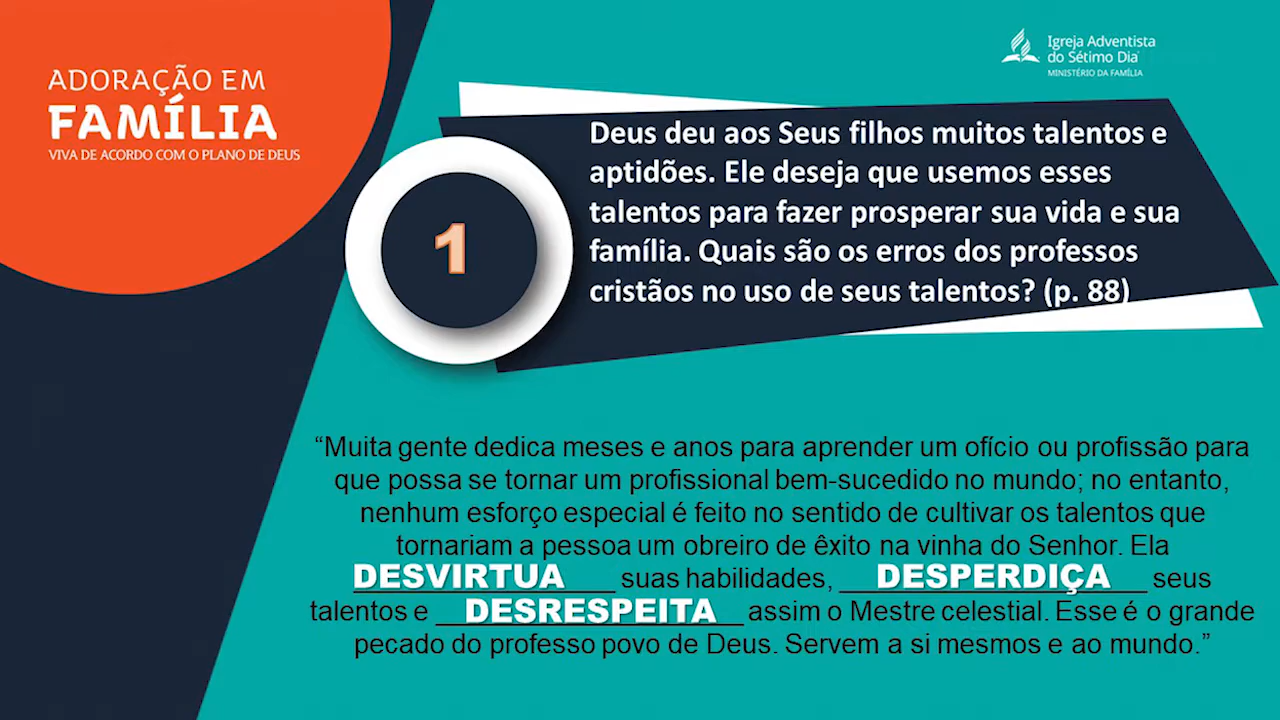 ADORAÇÃO EM
FAMÍLIA
VIVA DE ACORDO COM O PLANO DE DEUS
Igreja Adventista
do Sétimo Dia
MINISTÉRIO DA FAMÍLIA
1
Deus deu aos Seus filhos muitos talentos e
aptidões. Ele deseja que usemos esses
talentos para fazer prosperar sua vida e sua
família. Quais são os erros dos professos
cristãos no uso de seus talentos? (p. 88)
“Muita gente dedica meses e anos para aprender um ofício ou profissão para
que possa se tornar um profissional bem-sucedido no mundo; no entanto,
nenhum esforço especial é feito no sentido de cultivar os talentos que
tornariam a pessoa um obreiro de êxito na vinha do Senhor. Ela
DESVIRTUA suas habilidades, DESPERDIÇA seus
talentos e DESRESPEITA assim o Mestre celestial. Esse é o grande
pecado do professo povo de Deus. Servem a si mesmos e ao mundo.”